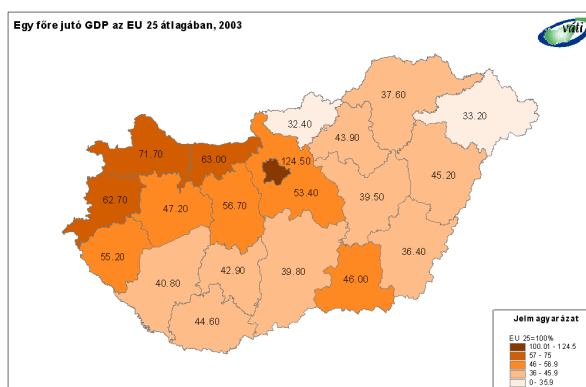 Egy főre jutó GDP az EU 25 átlagában, 2003
váti
37.60
33.20
32.40
43.90
71.70
63.00
124.50
45.20
62.70
47.20
56.70
53.40
39.50
55.20
36.40
40.80
42.90
39.80
46.00
44.60
Jelmagyarázat
EU 25=100%
100.01 - 124.5
57 - 75
46 - 56.9
36 - 45.9
0 - 35.9